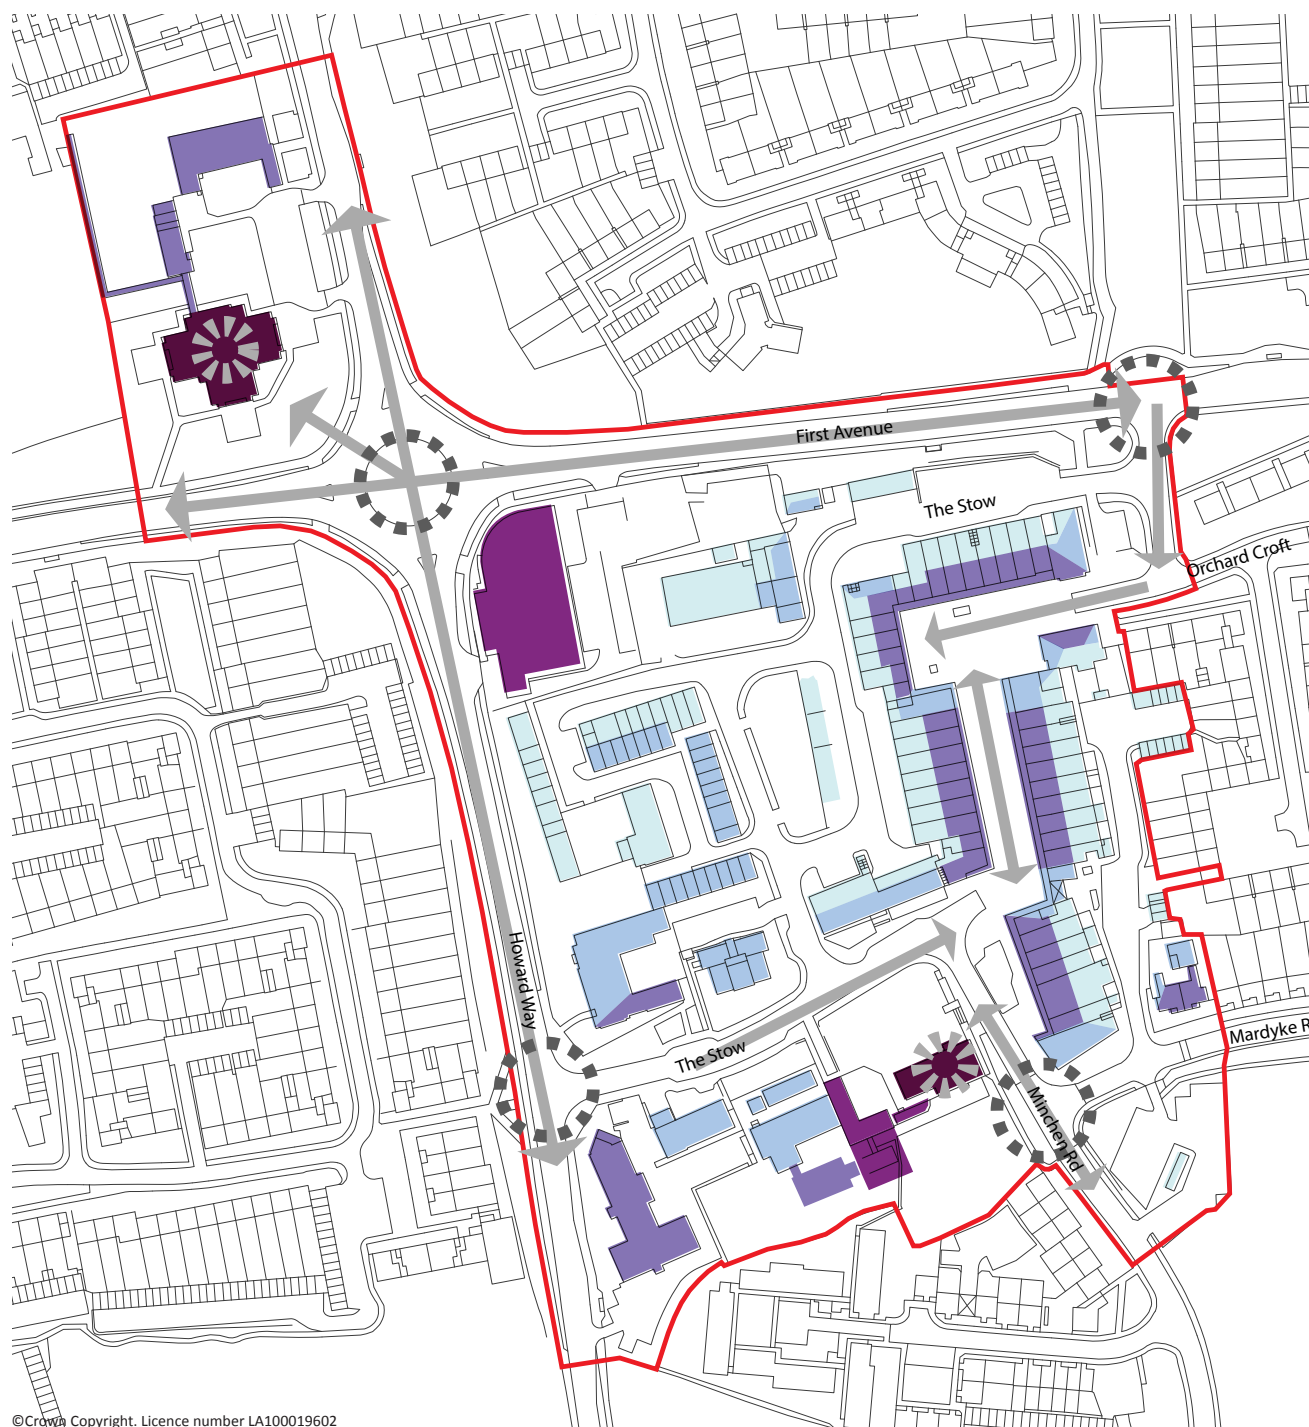 First Avenue
The Stow
Orchard Croft
Howard Way
The Stow
Mardyke R
Minchen Rd
©Crown Copyright. Licence number LA100019602